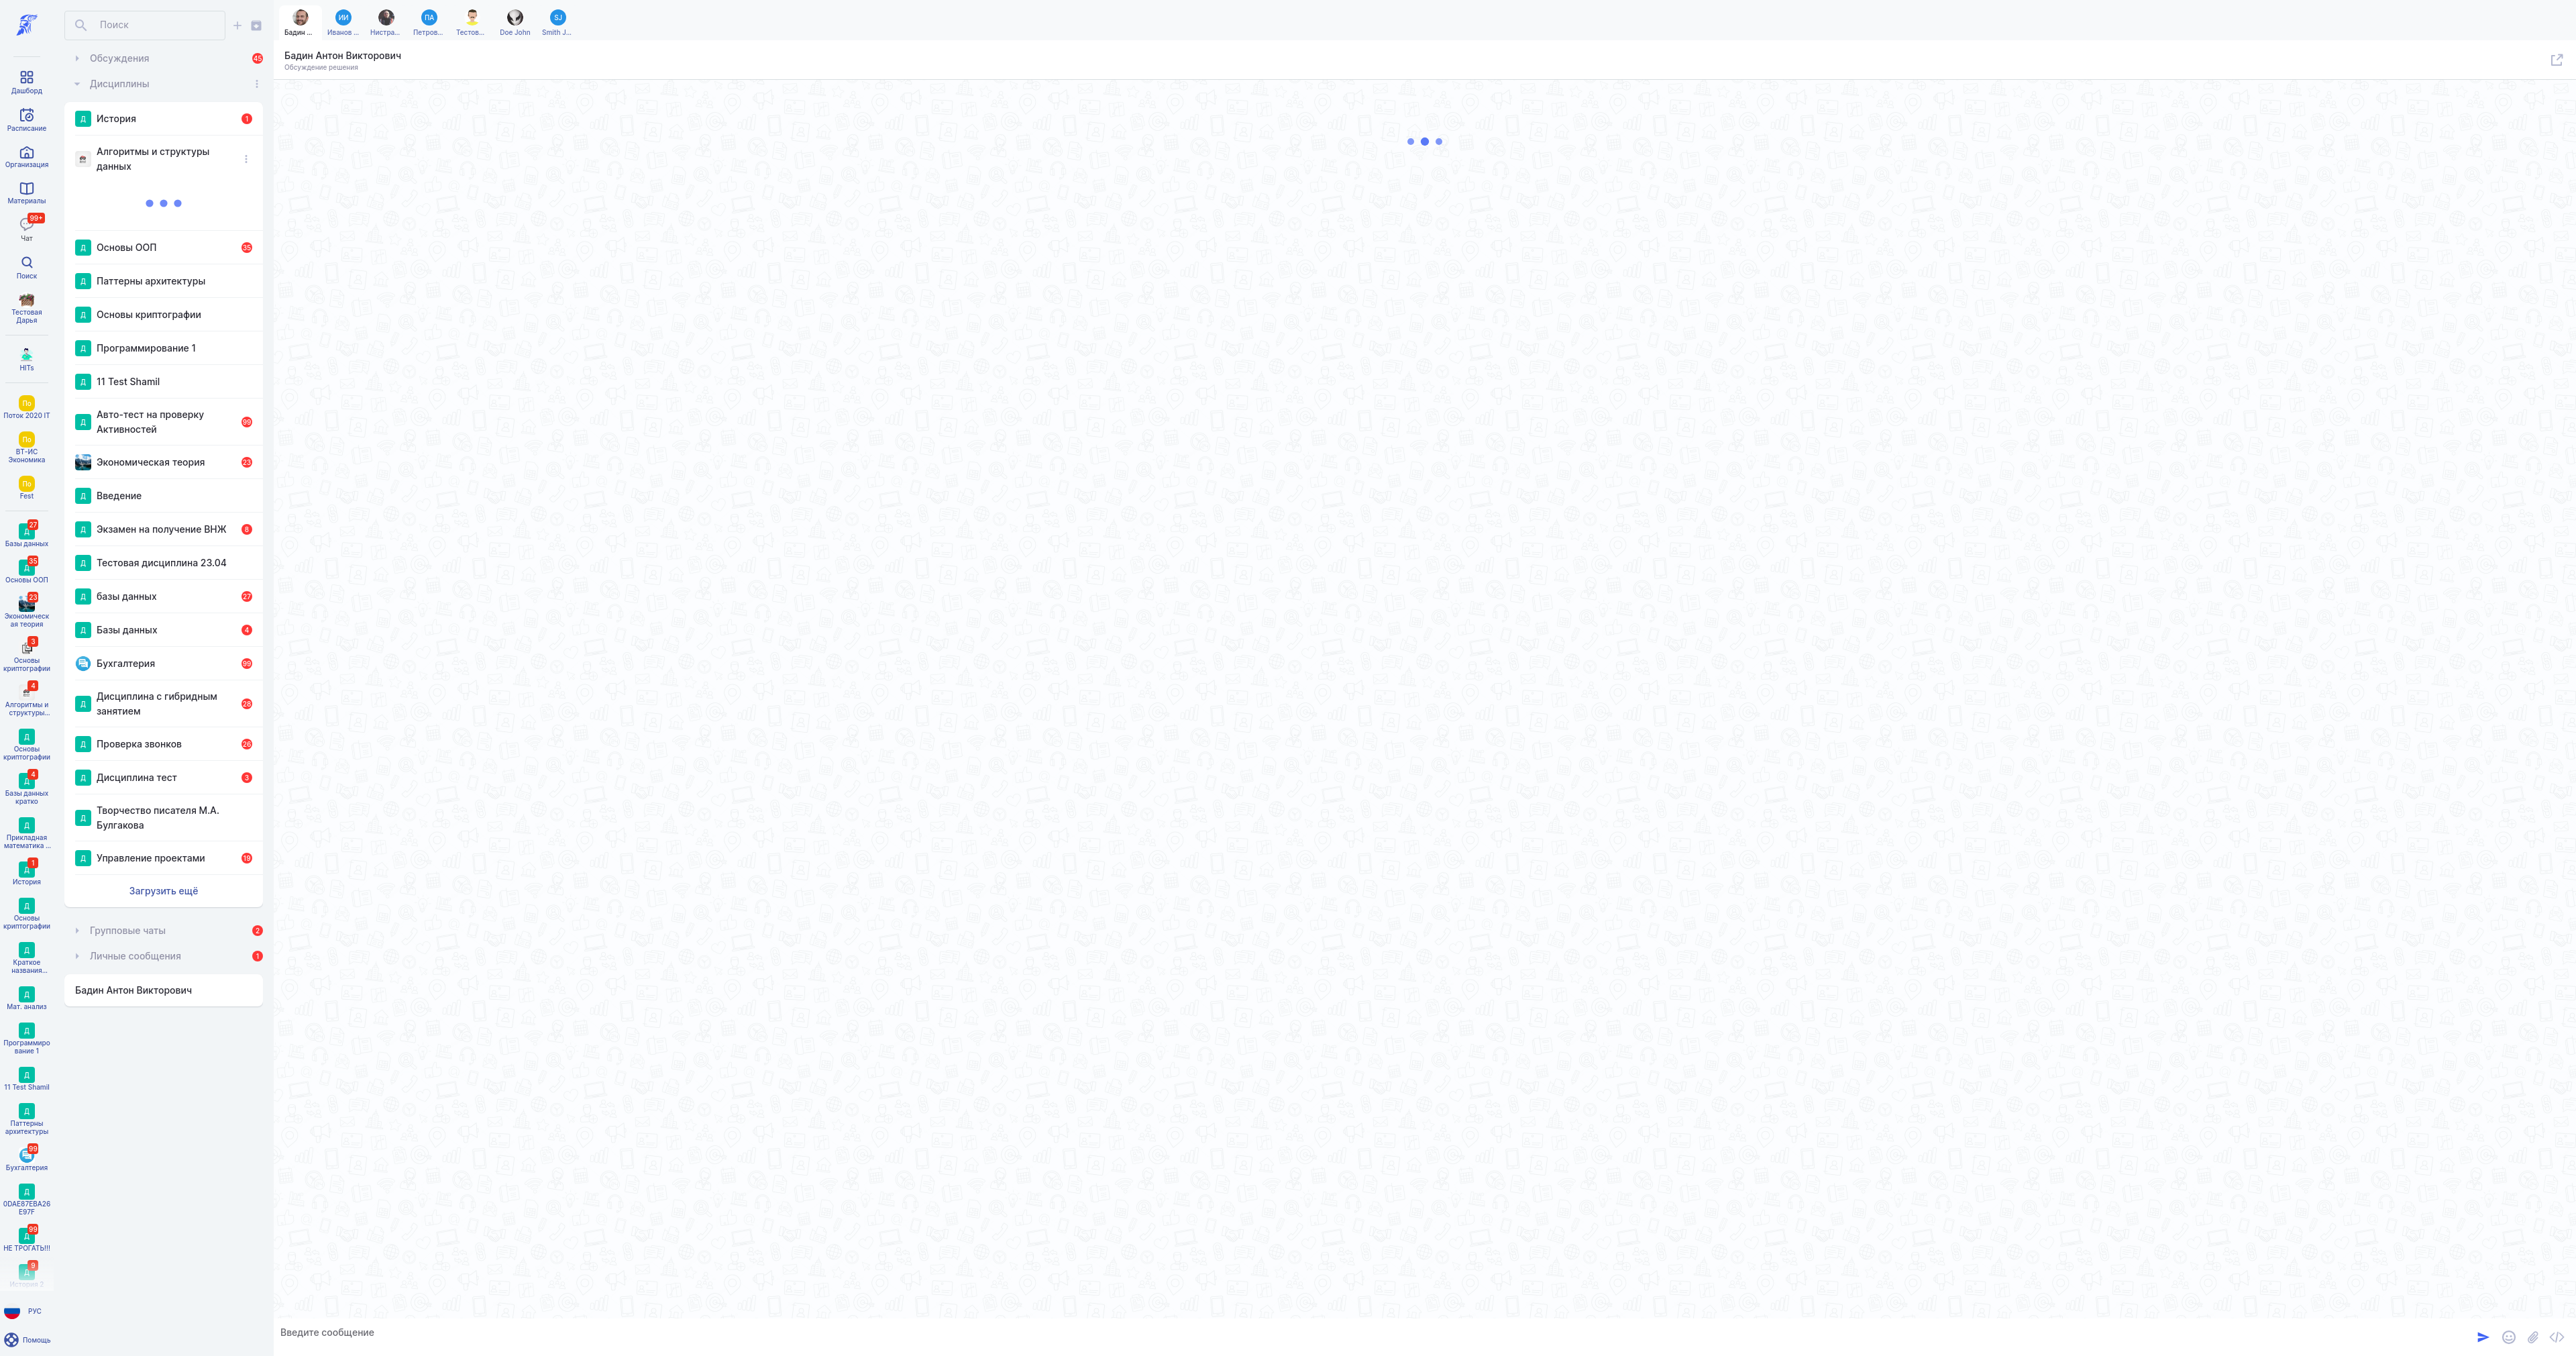 Дашборд
Расписание
Организация
Материалы
99+
Чат
Поиск
Тестовая
Дарья
HITs
По
Поток 2020 IT
По
ВТ-ИС
Экономика
По
Fest
27
Д
Базы данных
35
Д
Основы ООП
23
Экономическ
ая теория
3
Основы
криптографии
4
Алгоритмы и
структуры...
Д
Основы
криптографии
4
Д
Базы данных
кратко
Д
Прикладная
математика ...
1
Д
История
Д
Основы
криптографии
Д
Краткое
названия...
Д
Мат. анализ
Д
Программиро
вание 1
Д
11 Test Shamil
Д
Паттерны
архитектуры
99
Бухгалтерия
Д
0DAE87EBA26
E97F
99
Д
НЕ ТРОГАТЬ!!!
9
Д
История 2
РУС
Помощь
Поиск
Обсуждения 45
Дисциплины
Д История 1
Алгоритмы и структуры
данных
Д Основы ООП 35
Д Паттерны архитектуры
Д Основы криптографии
Д Программирование 1
Д 11 Test Shamil
Д Авто-тест на проверку
Активностей 99
Экономическая теория 23
Д Введение
Д Экзамен на получение ВНЖ 8
Д Тестовая дисциплина 23.04
Д базы данных 27
Д Базы данных 4
Бухгалтерия 99
Д Дисциплина с гибридным
занятием 28
Д Проверка звонков 26
Д Дисциплина тест 3
Д Творчество писателя М.А.
Булгакова
Д Управление проектами 19
Загрузить ещё
Групповые чаты 2
Личные сообщения 1
Бадин Антон Викторович
ИИ ПА SJ
Бадин ... Иванов ... Нистра... Петров... Тестов... Doe John Smith J...
Бадин Антон Викторович
Обсуждение решения
Введите сообщение